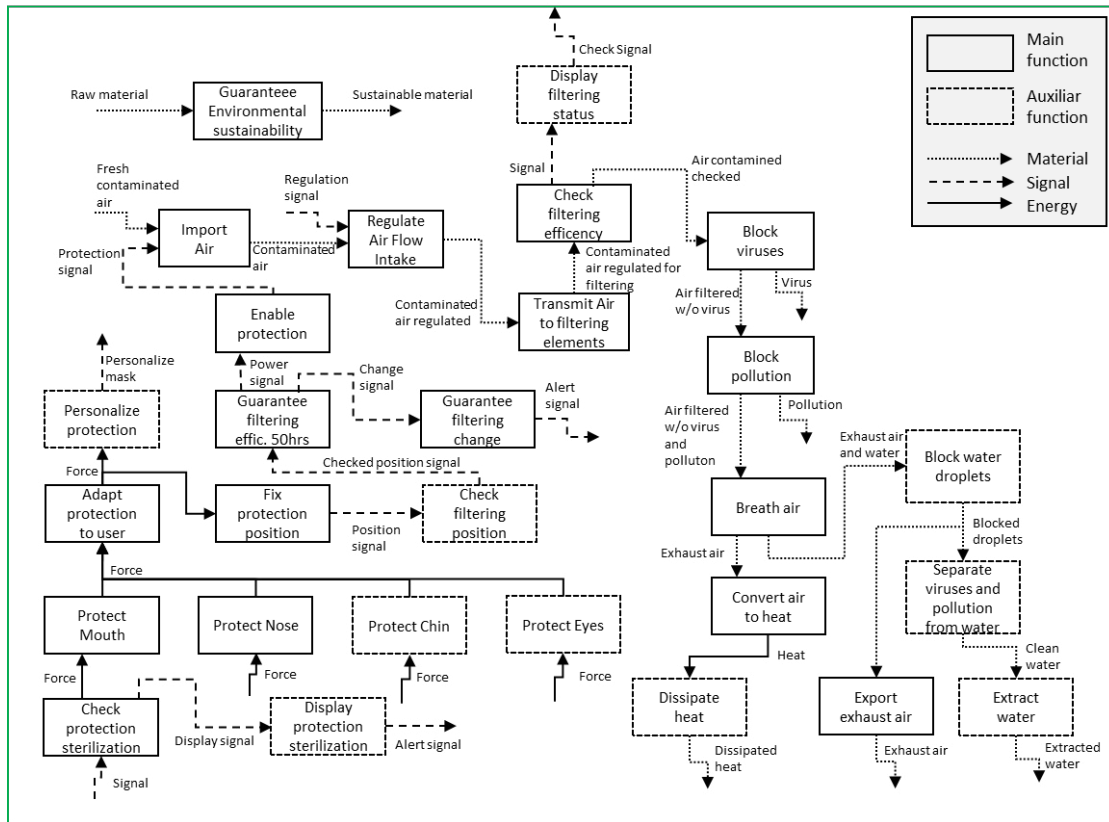 Check Signal
Main
function
Display
filtering
status
Auxiliar
function
Raw material
Guaranteee
Environmental
sustainability
Sustainable material
Material
Signal
Energy
Signal
Air contamined
checked
Fresh
contaminated
air
Regulation
signal
Check
filtering
efficency
Import
Air
Regulate
Air Flow
Intake
Block
viruses
Protection
signal
Contaminated
air
Contaminated
air regulated for
filtering
Virus
Air filtered
w/o virus
Contaminated
air regulated
Transmit Air
to filtering
elements
Enable
protection
Block
pollution
Personalize
mask
Power
signal
Change
signal
Alert
signal
Pollution
Personalize
protection
Guarantee
filtering
effic. 50hrs
Guarantee
filtering
change
Air filtered
w/o virus
and
polluton
Exhaust air
and water
Block water
droplets
Force
Checked position signal
Adapt
protection
to user
Fix
protection
position
Check
filtering
position
Breath air
Position
signal
Blocked
droplets
Exhaust air
Force
Separate
viruses and
pollution
from water
Convert air
to heat
Protect
Mouth
Protect Nose
Protect Chin
Protect Eyes
Heat
Clean
water
Force
Force
Force
Force
Check
protection
sterilization
Display signal
Display
protection
sterilization
Alert signal
Dissipate
heat
Export
exhaust air
Extract
water
Signal
Dissipated
heat
Exhaust air
Extracted
water